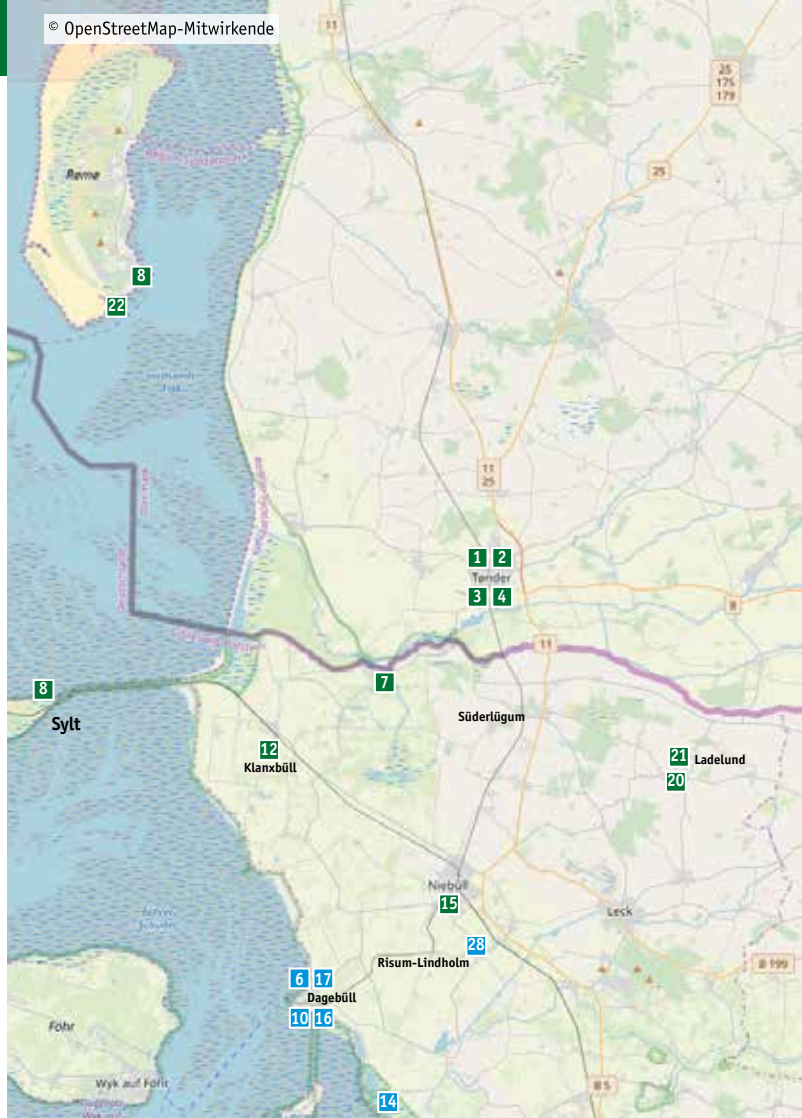 © OpenStreetMap-Mitwirkende
11
25
175
179
Rømø
25
8
22
11
25
1 2
Tønder
3 4
8
11
7
8
Sylt
Süderlügum
12
Klanxbüll
21 Ladelund
20
Niebüll
15
Leck
28
Risum-Lindholm
B 199
6 17
Dagebüll
10 16
Föhr
Wyk auf Föhr
B 5
14